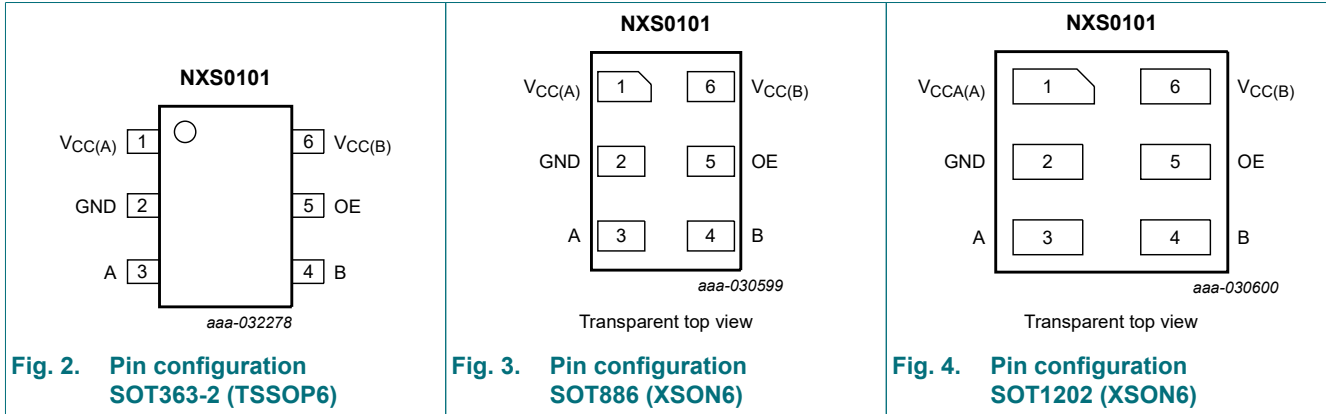 NXS0101
VCC(A) 1 6 VCC(B)
GND 2 5 OE
A 3 4 B
aaa-032278
Fig. 2. Pin configuration
SOT363-2 (TSSOP6)
NXS0101
VCC(A) 1 6 VCC(B)
GND 2 5 OE
A 3 4 B
aaa-030599
Transparent top view
Fig. 3. Pin configuration
SOT886 (XSON6)
NXS0101
VCCA(A) 1 6 VCC(B)
GND 2 5 OE
A 3 4 B
aaa-030600
Transparent top view
Fig. 4. Pin configuration
SOT1202 (XSON6)